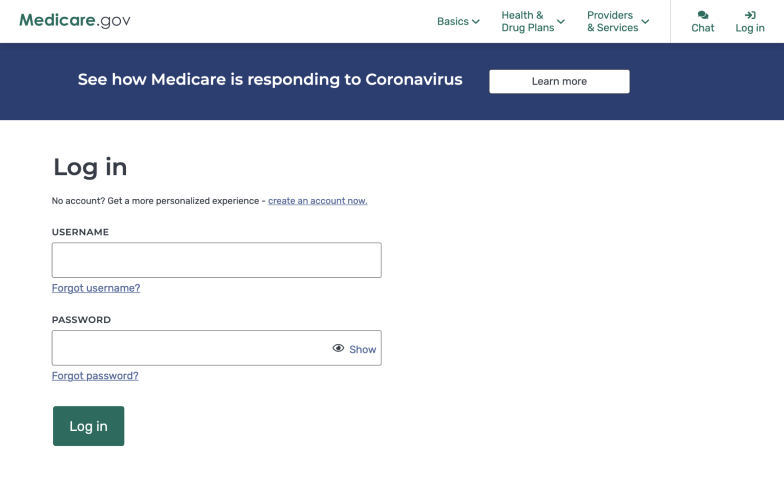 Medicare.gov
Basics
Health &
Drug Plans
Providers
& Services
Chat
Log in
See how Medicare is responding to Coronavirus
Learn more
Log in
No account? Get a more personalized experience - create an account now.
USERNAME
Forgot username?
PASSWORD
Show
Forgot password?
Log in